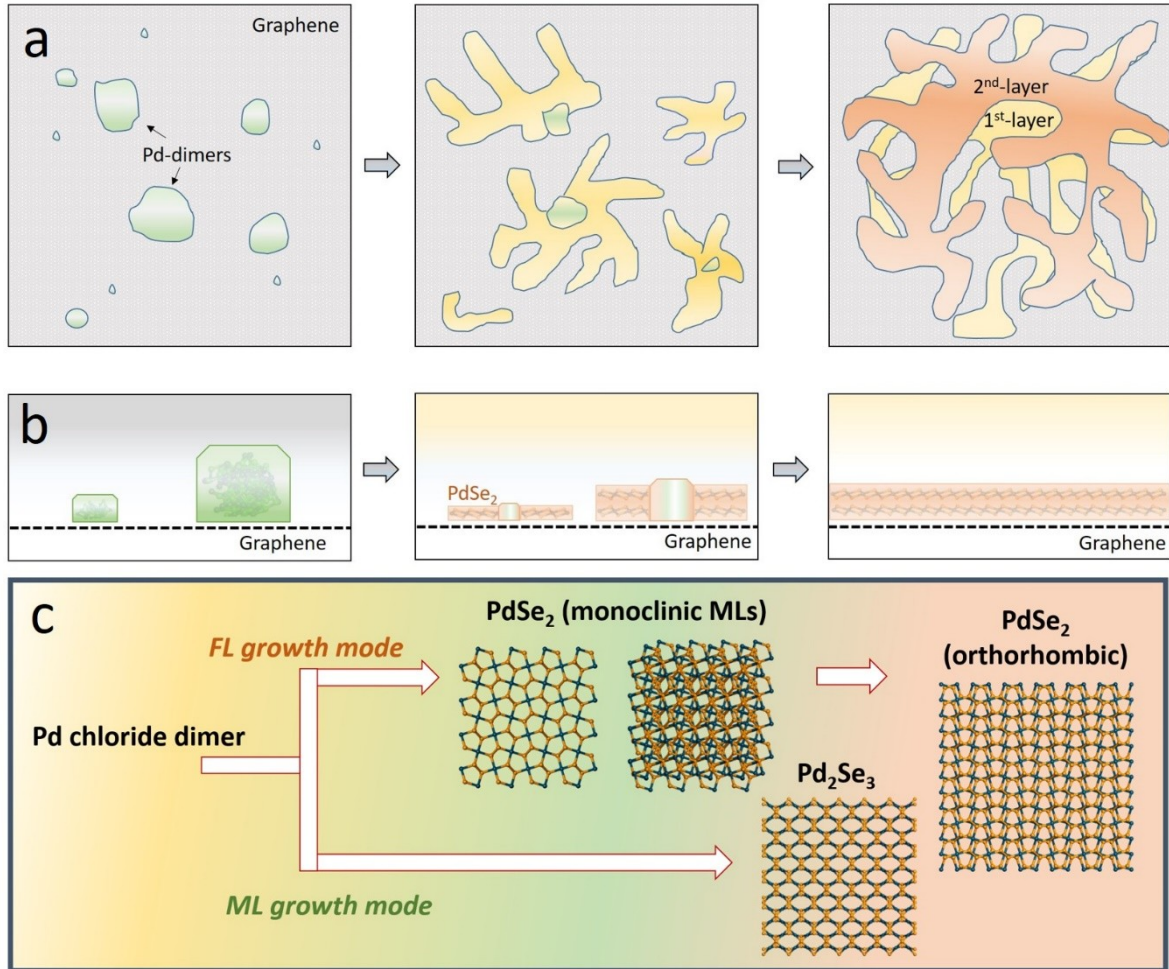 a
Graphene
Pd-dimers
2nd-layer
1st-layer
b
Graphene
PdSe2
Graphene
c
PdSe2 (monoclinic MLs)
PdSe2
(orthorhombic)
FL growth mode
Pd chloride dimer
Pd2Se3
ML growth mode